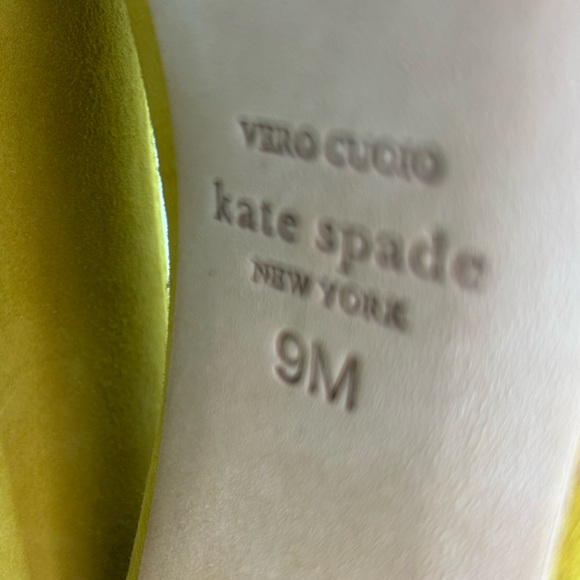 VERO CUOIO
kate spade
NEW YORK
9M